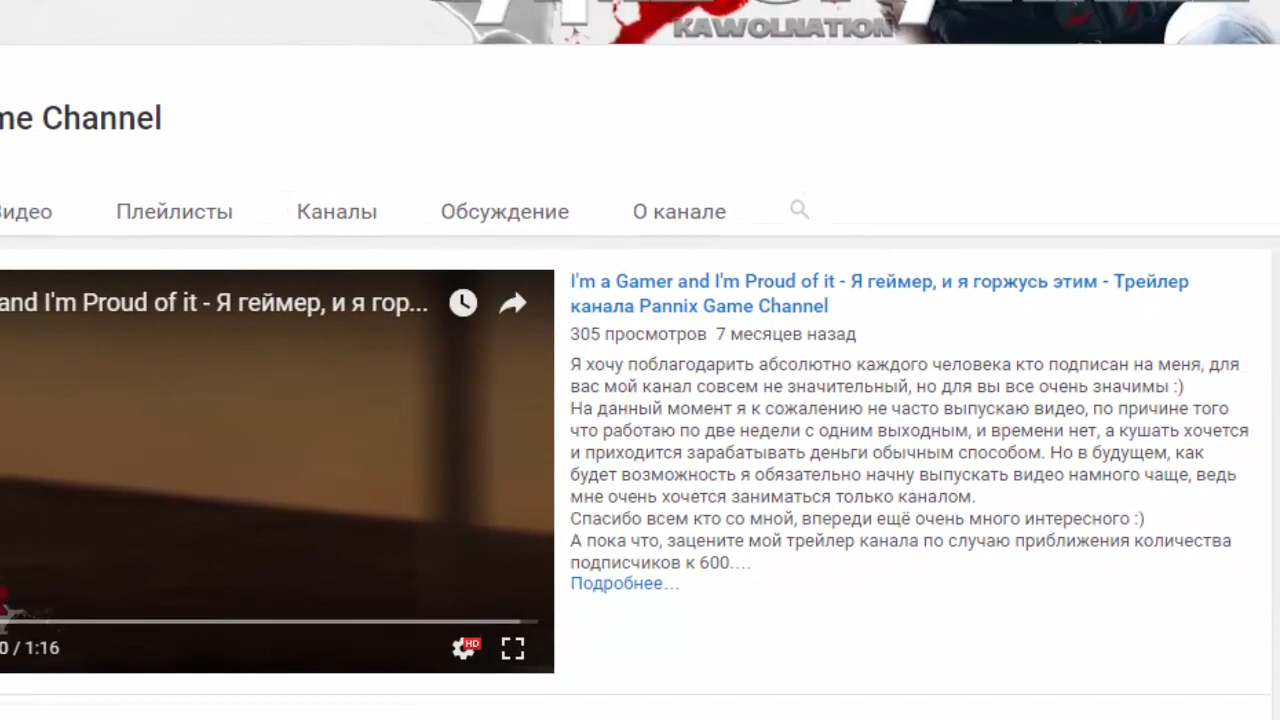 KAWOLNATION
me Channel
Видео
Плейлисты
Каналы
Обсуждение
О канале
and I'm Proud of it - Я геймер, и я гор...
I'm a Gamer and I'm Proud of it - Я геймер, и я горжусь этим - Трейлер
канала Pannix Game Channel
305 просмотров 7 месяцев назад
Я хочу поблагодарить абсолютно каждого человека кто подписан на меня, для
вас мой канал совсем не значительный, но для вы все очень значимы :)
На данный момент я к сожалению не часто выпускаю видео, по причине того
что работаю по две недели с одним выходным, и времени нет, а кушать хочется
и приходится зарабатывать деньги обычным способом. Но в будущем, как
будет возможность я обязательно начну выпускать видео намного чаще, ведь
мне очень хочется заниматься только каналом.
Спасибо всем кто со мной, впереди ещё очень много интересного :)
А пока что, зацените мой трейлер канала по случаю приближения количества
подписчиков к 600....
Подробнее...
0 / 1:16
HD